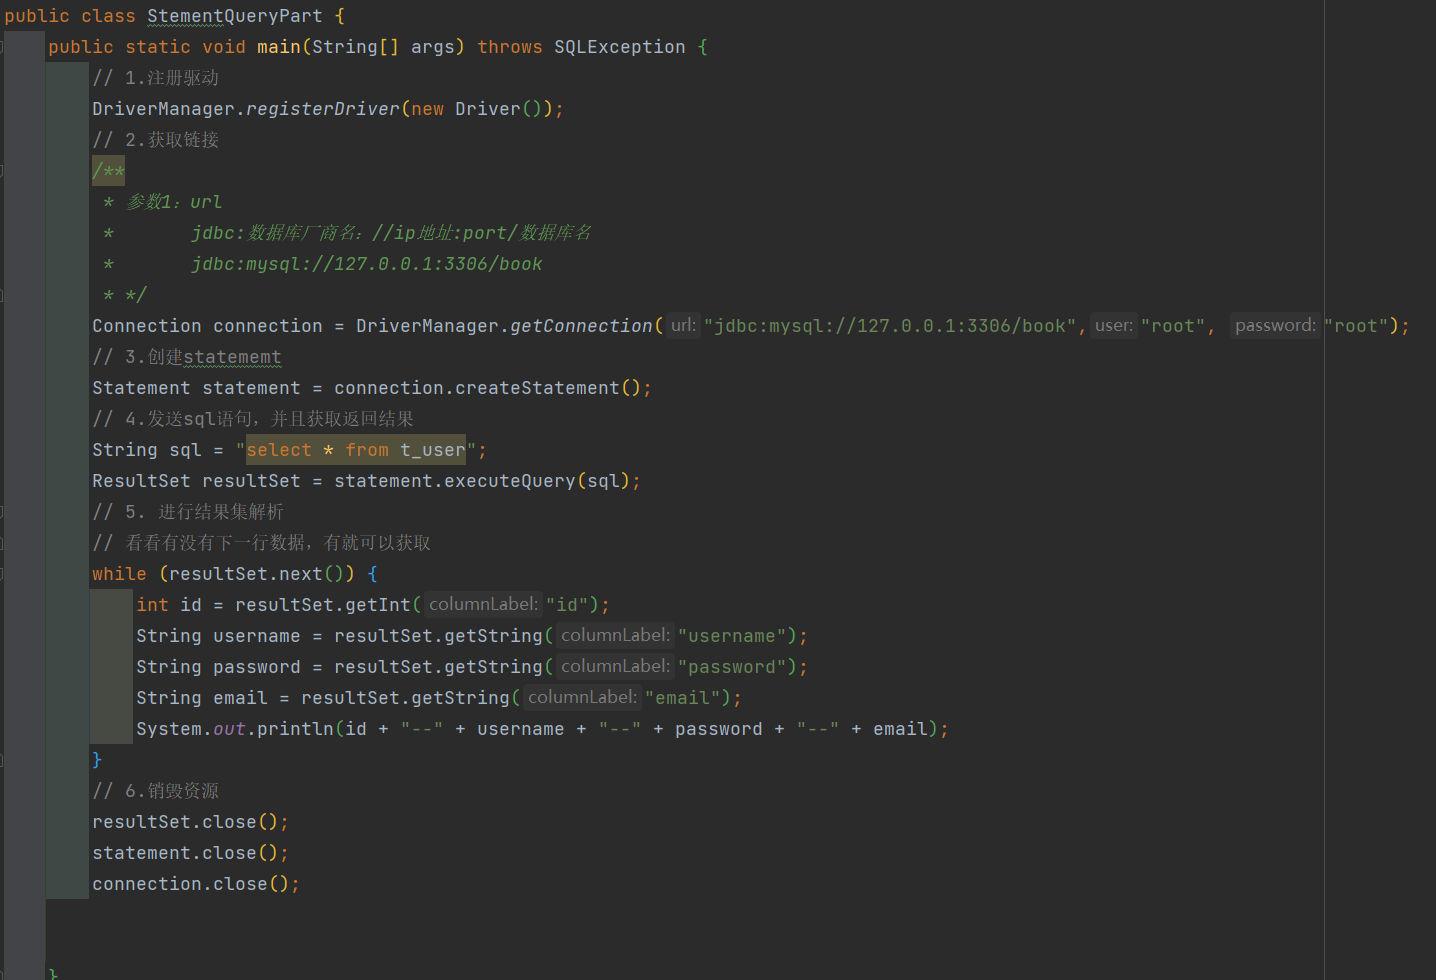 public class StementQueryPart {
public static void main(String[] args) throws SQLException {
// 1.注册驱动
DriverManager.registerDriver(new Driver());
// 2.获取链接
/**
* 参数1：url
* jdbc:数据库厂商名：//ip地址:port/数据库名
* jdbc:mysql://127.0.0.1:3306/book
* */
Connection connection = DriverManager.getConnection( url: "jdbc:mysql://127.0.0.1:3306/book", user: "root", password: "root");
// 3.创建statememt
Statement statement = connection.createStatement();
// 4.发送sql语句，并且获取返回结果
String sql = "select * from t_user";
ResultSet resultSet = statement.executeQuery(sql);
// 5. 进行结果集解析
// 看看有没有下一行数据，有就可以获取
while (resultSet.next()) {
int id = resultSet.getInt( columnLabel: "id");
String username = resultSet.getString( columnLabel: "username");
String password = resultSet.getString( columnLabel: "password");
String email = resultSet.getString( columnLabel: "email");
System.out.println(id + "--" + username + "--" + password + "--" + email);
}
// 6.销毁资源
resultSet.close();
statement.close();
connection.close();
}